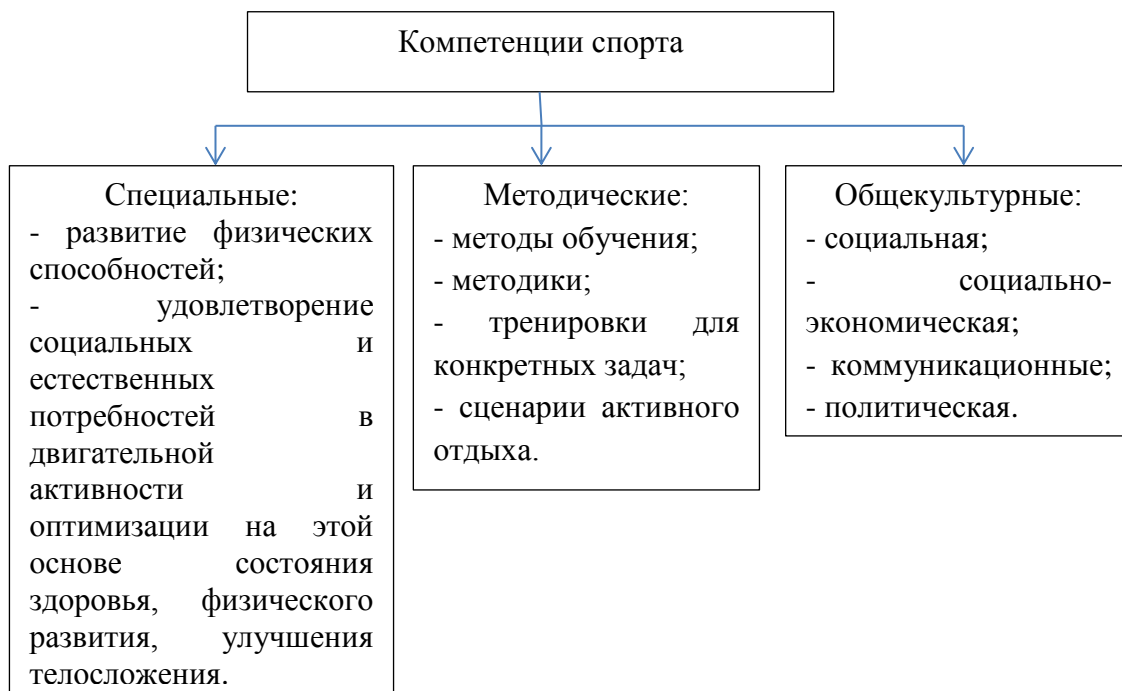 Компетенции спорта
Специальные:
- развитие физических
способностей;
- удовлетворение
социальных и
естественных
потребностей в
двигательной
активности и
оптимизации на этой
основе состояния
здоровья, физического
развития, улучшения
телосложения.
Методические:
- методы обучения;
- методики;
- тренировки для
конкретных задач;
- сценарии активного
отдыха.
Общекультурные:
- социальная;
- социально-
экономическая;
- коммуникационные;
- политическая.